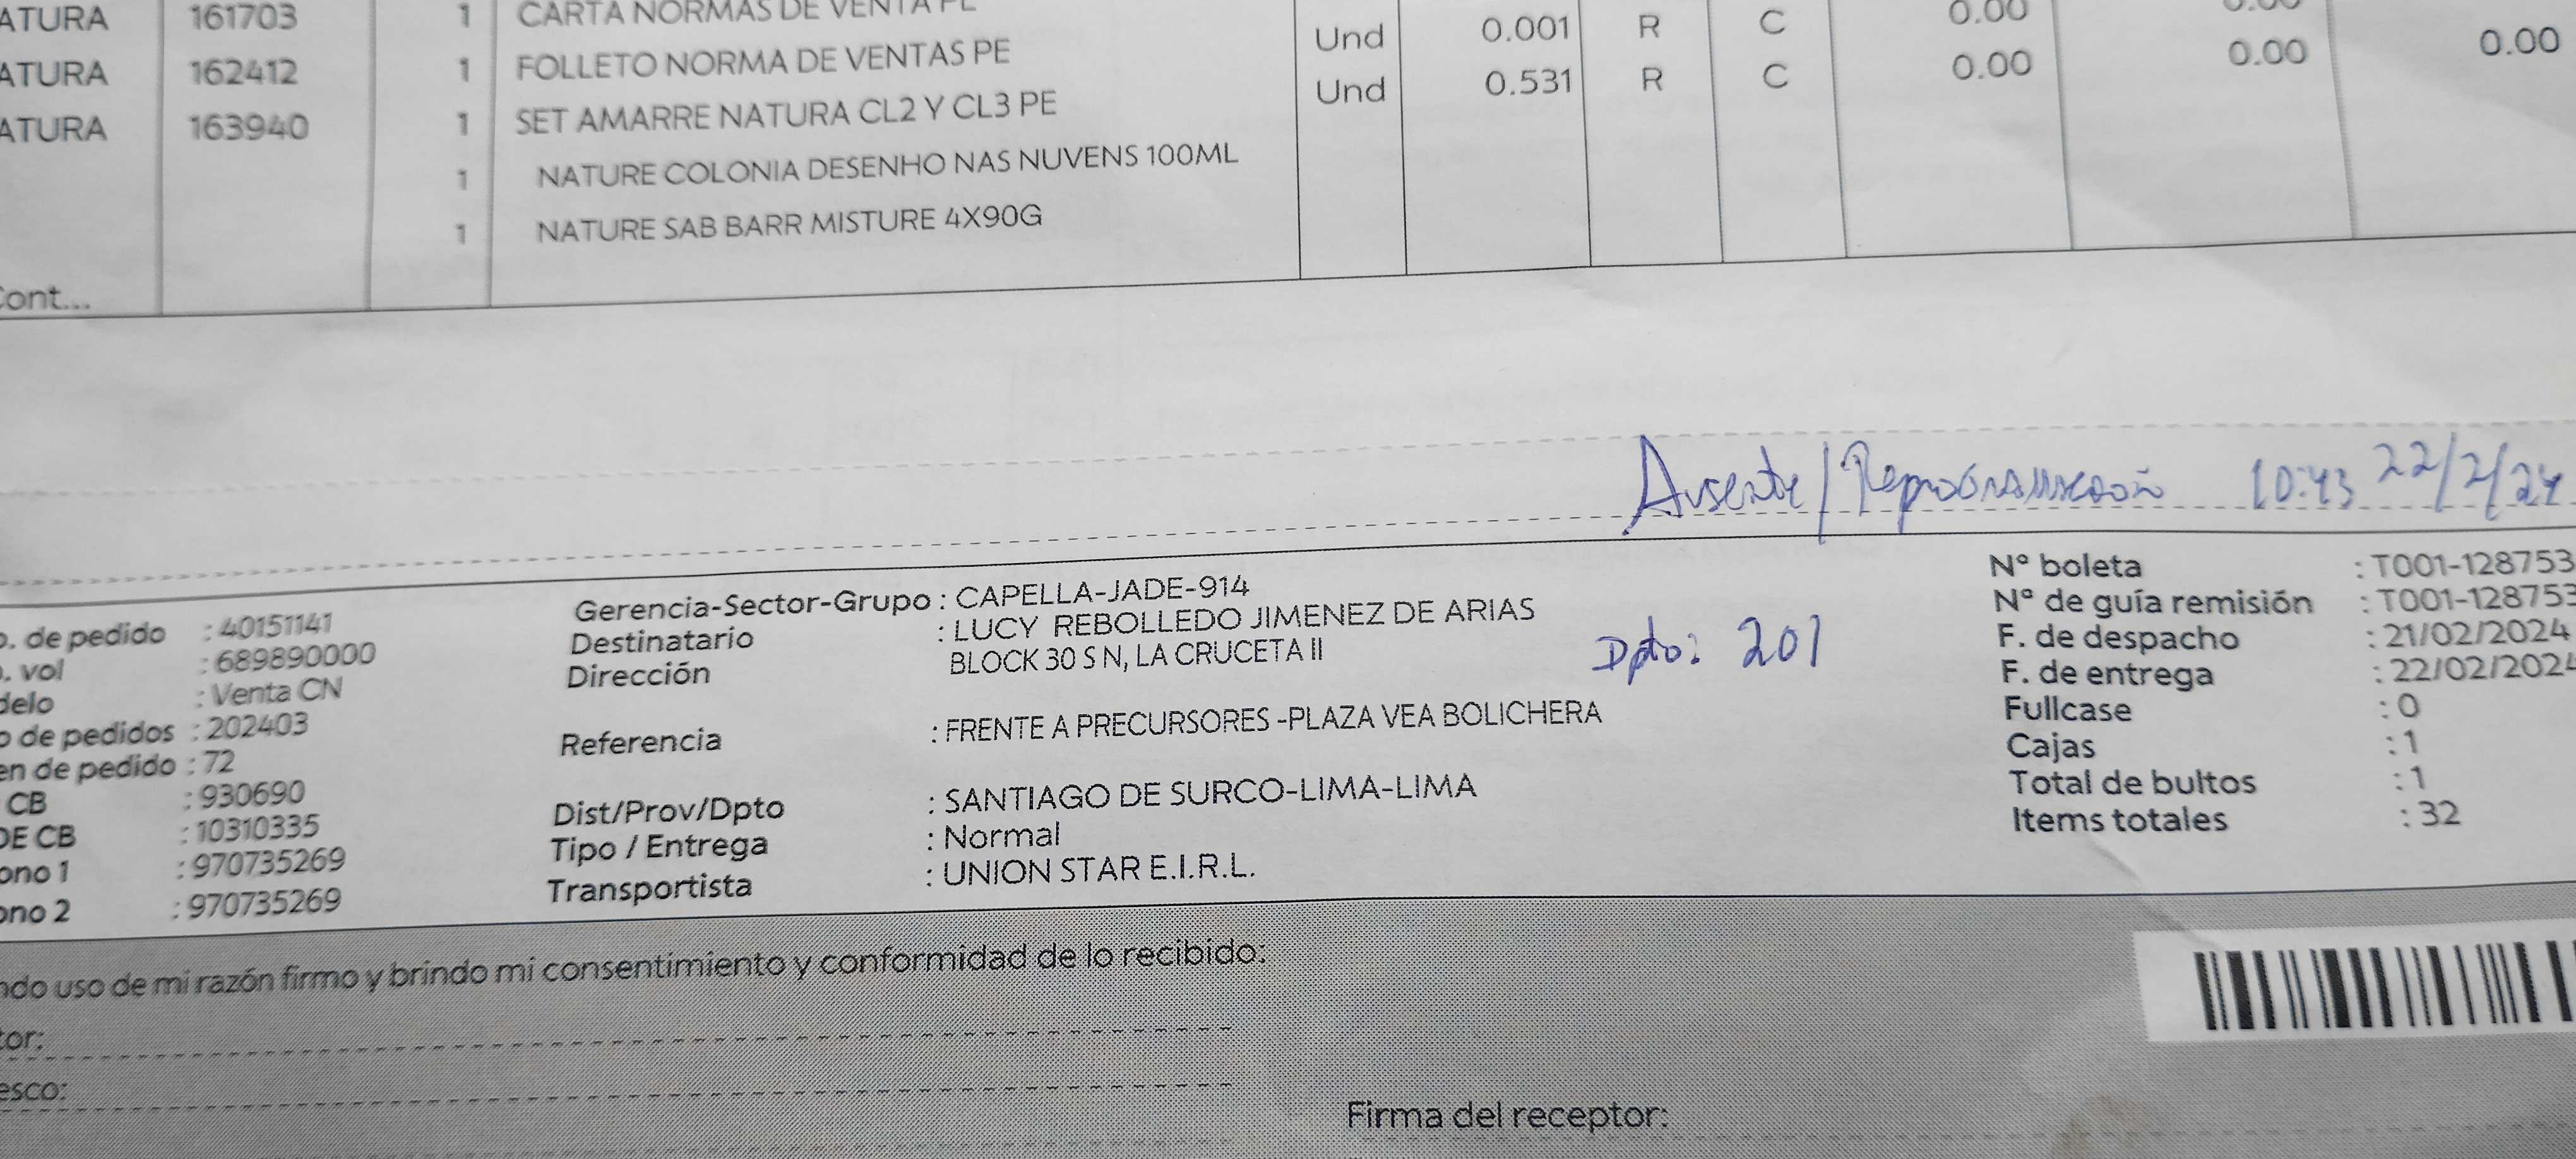 ATURA 161703 1 CARTA NORMAS DE VENTA PE Und 0.001 R C 0.00 0.00
ATURA 162412 1 FOLLETO NORMA DE VENTAS PE Und 0.531 R C 0.00 0.00 0.00
ATURA 163940 1 SET AMARRE NATURA CL2 Y CL3 PE
1 NATURE COLONIA DESENHO NAS NUVENS 100ML
1 NATURE SAB BARR MISTURE 4X90G
Cont...
Ausente/Reprogramación 10:43 22/2/24
o. de pedido : 40151141
o. vol : 689890000
delo : Venta CN
o de pedidos : 202403
en de pedido : 72
CB : 930690
DE CB : 10310335
ono 1 : 970735269
ono 2 : 970735269
Gerencia-Sector-Grupo : CAPELLA-JADE-914
Destinatario : LUCY REBOLLEDO JIMENEZ DE ARIAS
Dirección BLOCK 30 S N, LA CRUCETA II
Dpto: 201
Referencia : FRENTE A PRECURSORES -PLAZA VEA BOLICHERA
Dist/Prov/Dpto : SANTIAGO DE SURCO-LIMA-LIMA
Tipo / Entrega : Normal
Transportista : UNION STAR E.I.R.L.
N° boleta : T001-128753
N° de guía remisión : T001-128753
F. de despacho : 21/02/2024
F. de entrega : 22/02/2024
Fullcase : 0
Cajas : 1
Total de bultos : 1
Items totales : 32
ndo uso de mi razón firmo y brindo mi consentimiento y conformidad de lo recibido:
tor:
esco:
Firma del receptor: